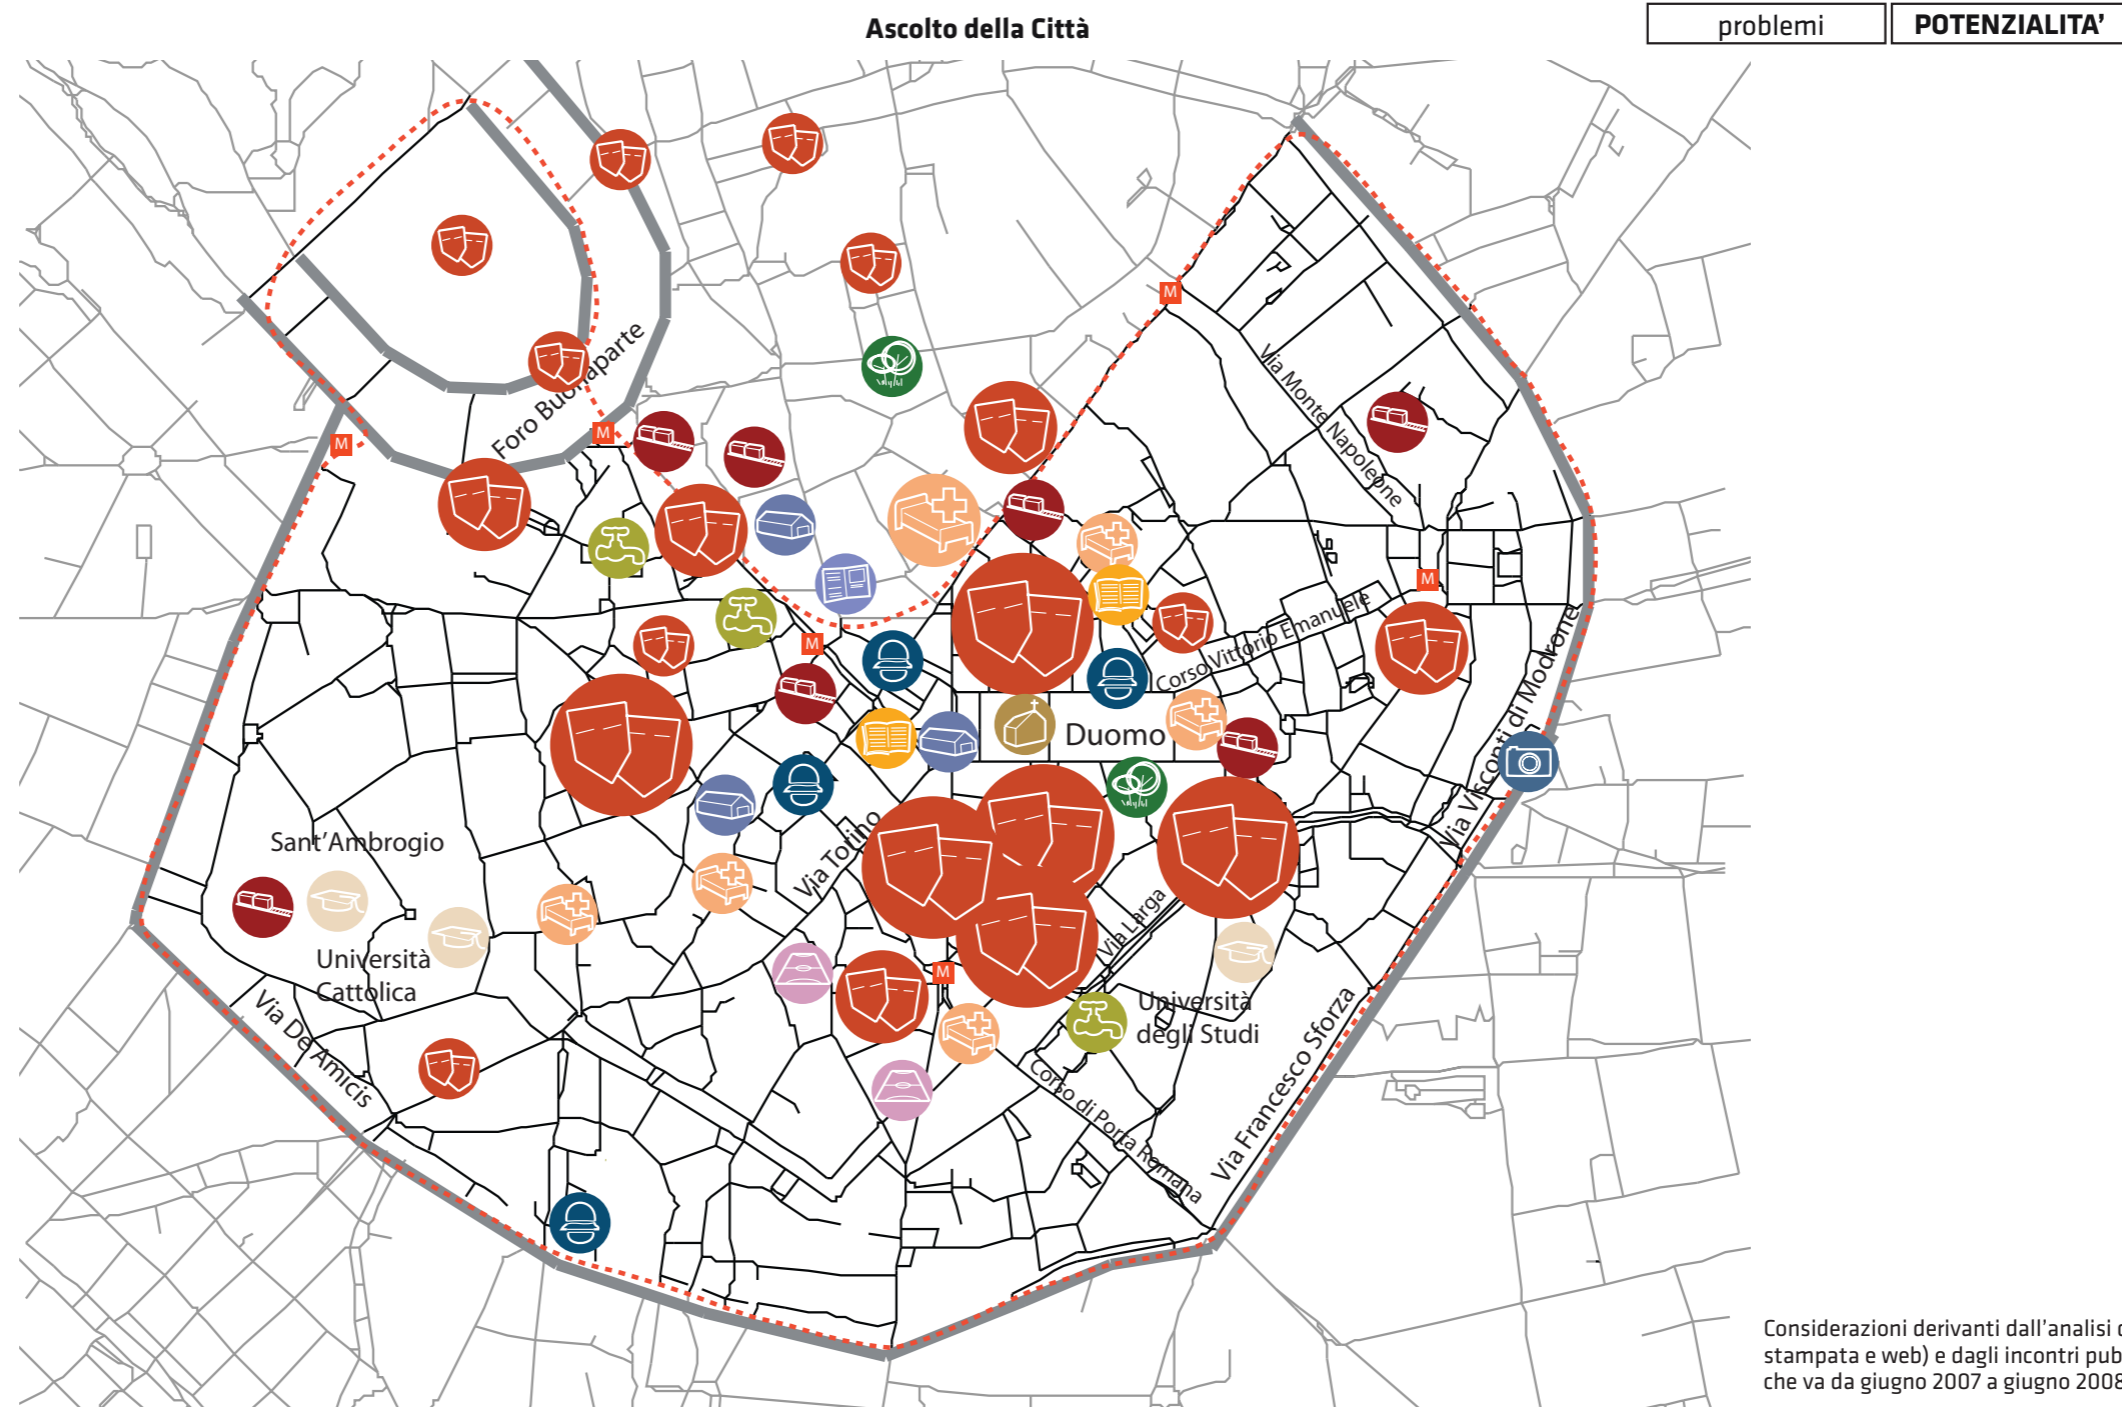 Ascolto della Città
problemi
POTENZIALITA’
M
Via Monte Napoleone
Foro Buonaparte
M
M
M
Corso Vittorio Emanuele
M
Via Visconti di Modrone
Duomo
Via Torino
Sant’Ambrogio
Via Larga
Università
Cattolica
M
Università
degli Studi
Via De Amicis
Via Francesco Sforza
Corso di Porta Romana
Considerazioni derivanti dall’analisi
stampata e web) e dagli incontri
che va da giugno 2007 a giugno 2008